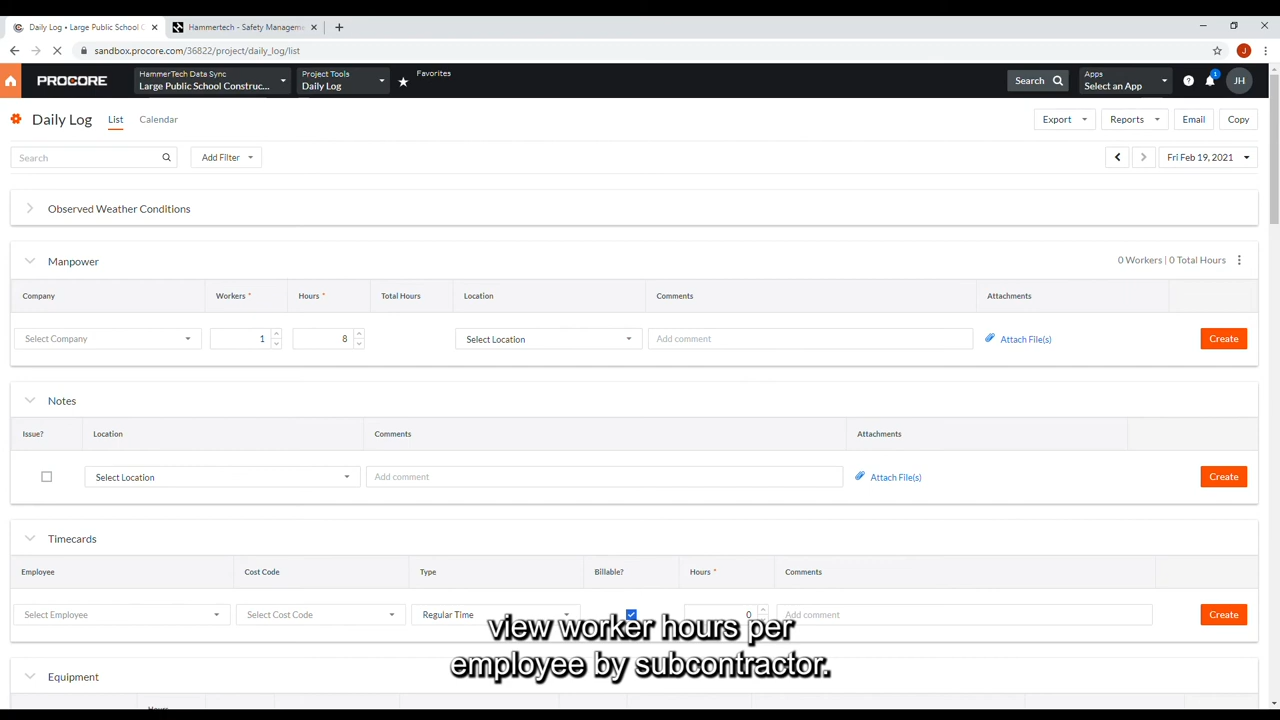 Daily Log • Large Public School C
Hammertech - Safety Manageme
sandbox.procore.com/36822/project/daily_log/list
J
PROCORE
HammerTech Data Sync
Large Public School Construc...
Project Tools
Daily Log
Favorites
Search
Apps
Select an App
?
1
JH
Daily Log
List
Calendar
Export
Reports
Email
Copy
Search
Add Filter
Fri Feb 19, 2021
Observed Weather Conditions
Manpower
0 Workers | 0 Total Hours
Company
Workers *
Hours *
Total Hours
Location
Comments
Attachments
Select Company
1
8
Select Location
Add comment
Attach File(s)
Create
Notes
Issue?
Location
Comments
Attachments
Select Location
Add comment
Attach File(s)
Create
Timecards
Employee
Cost Code
Type
Billable?
Hours *
Comments
Select Employee
Select Cost Code
Regular Time
0
Add comment
Create
view worker hours per
employee by subcontractor.
Equipment
Hours